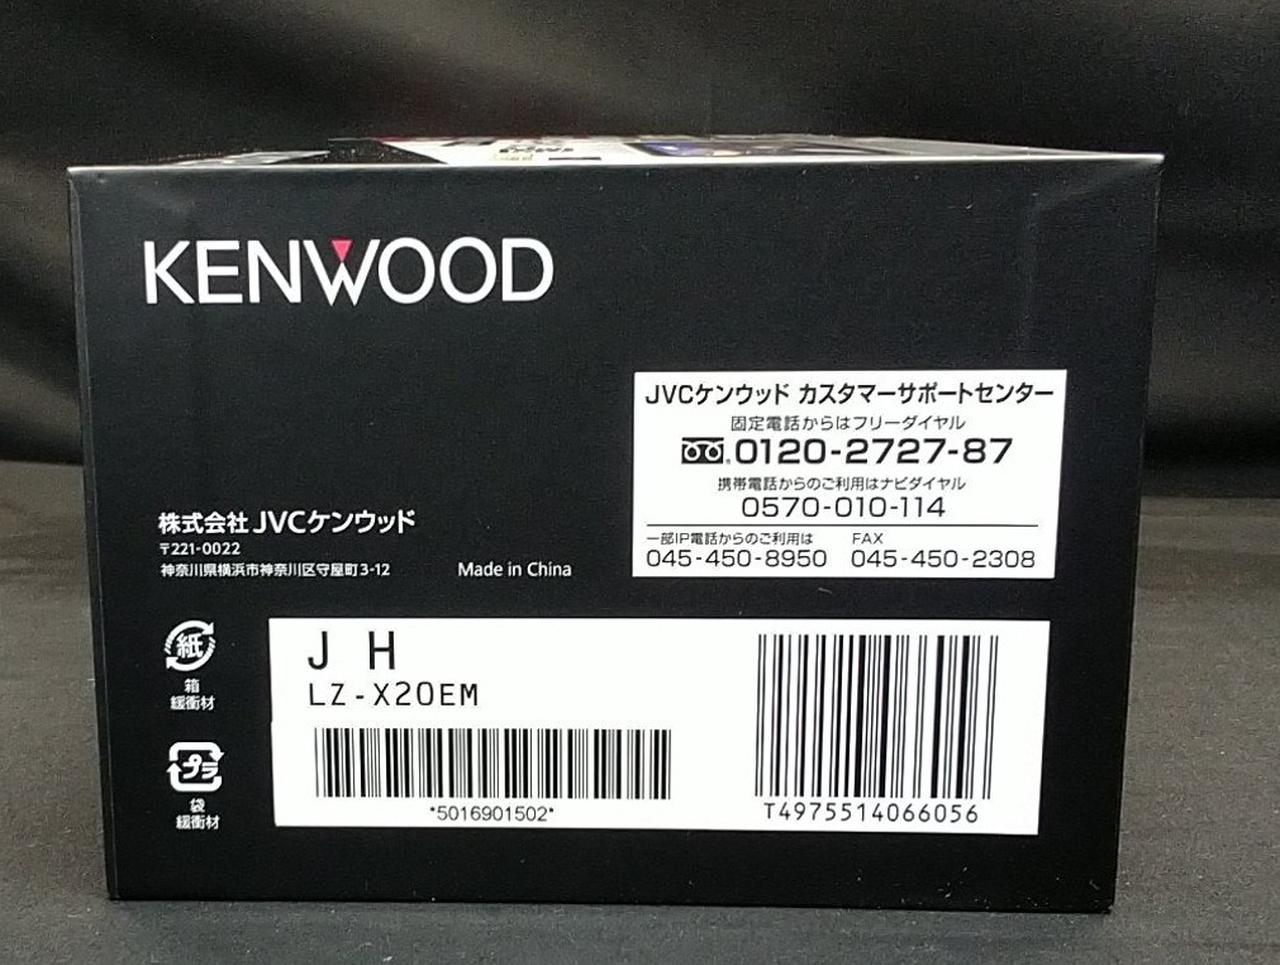 KENWOOD
JVCケンウッド カスタマーサポートセンター
固定電話からはフリーダイヤル
0120-2727-87
携帯電話からのご利用はナビダイヤル
0570-010-114
一部IP電話からのご利用は FAX
045-450-8950 045-450-2308
株式会社 JVCケンウッド
〒221-0022
神奈川県横浜市神奈川区守屋町3-12
Made in China
紙
箱
緩衝材
プラ
袋
緩衝材
J H
LZ-X20EM
*5016901502*
T4975514066056